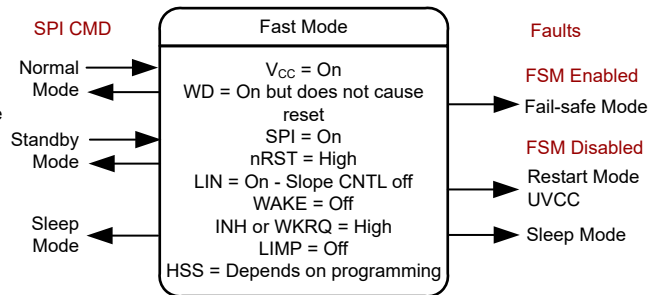 SPI CMD
Normal
Mode
Standby
Mode
Sleep
Mode
Fast Mode
VCC = On
WD = On but does not cause
reset
SPI = On
nRST = High
LIN = On - Slope CNTL off
WAKE = Off
INH or WKRQ = High
LIMP = Off
HSS = Depends on programming
Faults
FSM Enabled
Fail-safe Mode
FSM Disabled
Restart Mode
UVCC
Sleep Mode